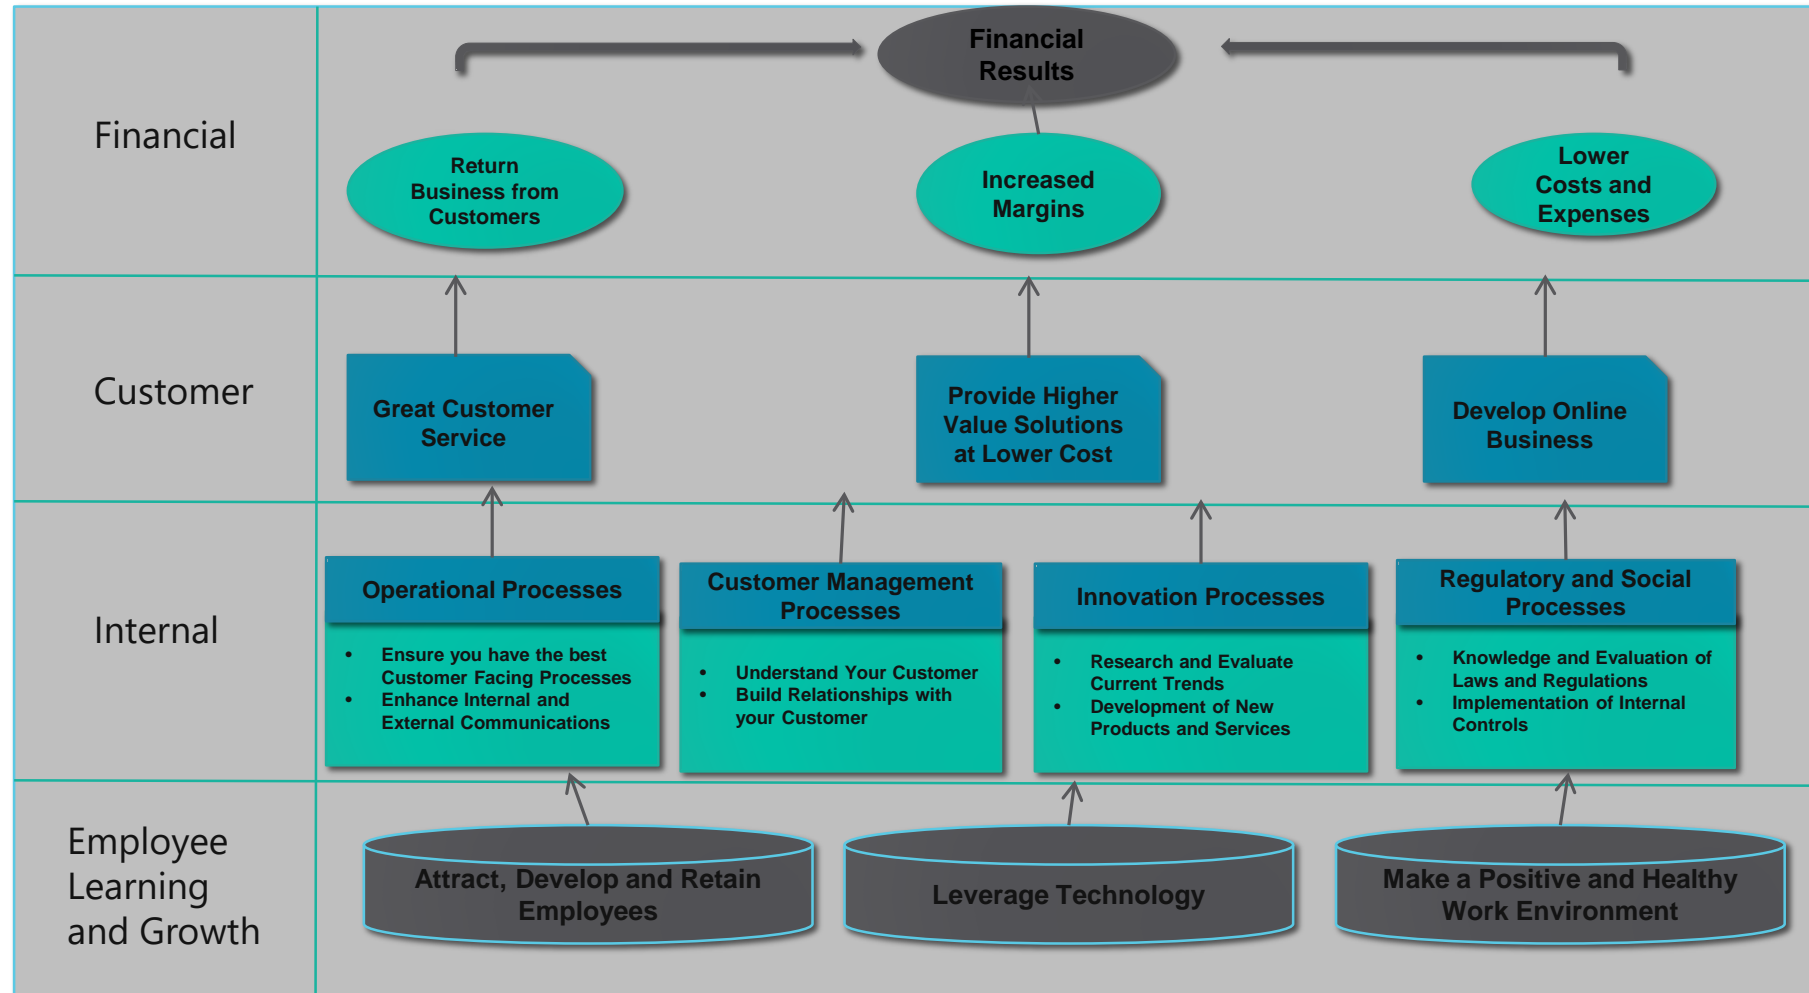 Financial
Financial
Results
Return
Business from
Customers
Increased
Margins
Lower
Costs and
Expenses
Customer
Great Customer
Service
Provide Higher
Value Solutions
at Lower Cost
Develop Online
Business
Internal
Operational Processes
• Ensure you have the best
Customer Facing Processes
• Enhance Internal and
External Communications
Customer Management
Processes
• Understand Your Customer
• Build Relationships with
your Customer
Innovation Processes
• Research and Evaluate
Current Trends
• Development of New
Products and Services
Regulatory and Social
Processes
• Knowledge and Evaluation of
Laws and Regulations
• Implementation of Internal
Controls
Employee
Learning
and Growth
Attract, Develop and Retain
Employees
Leverage Technology
Make a Positive and Healthy
Work Environment